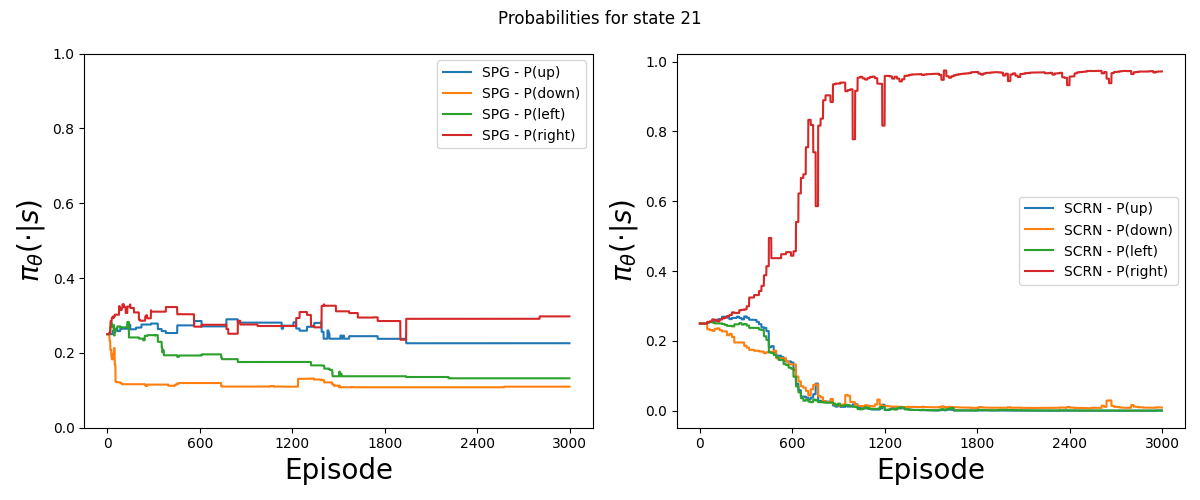 Probabilities for state 21
1.0
0.8
0.6
0.4
0.2
0.0
π_θ(·|s)
SPG - P(up)
SPG - P(down)
SPG - P(left)
SPG - P(right)
0 600 1200 1800 2400 3000
Episode
1.0
0.8
0.6
0.4
0.2
0.0
π_θ(·|s)
SCRN - P(up)
SCRN - P(down)
SCRN - P(left)
SCRN - P(right)
0 600 1200 1800 2400 3000
Episode